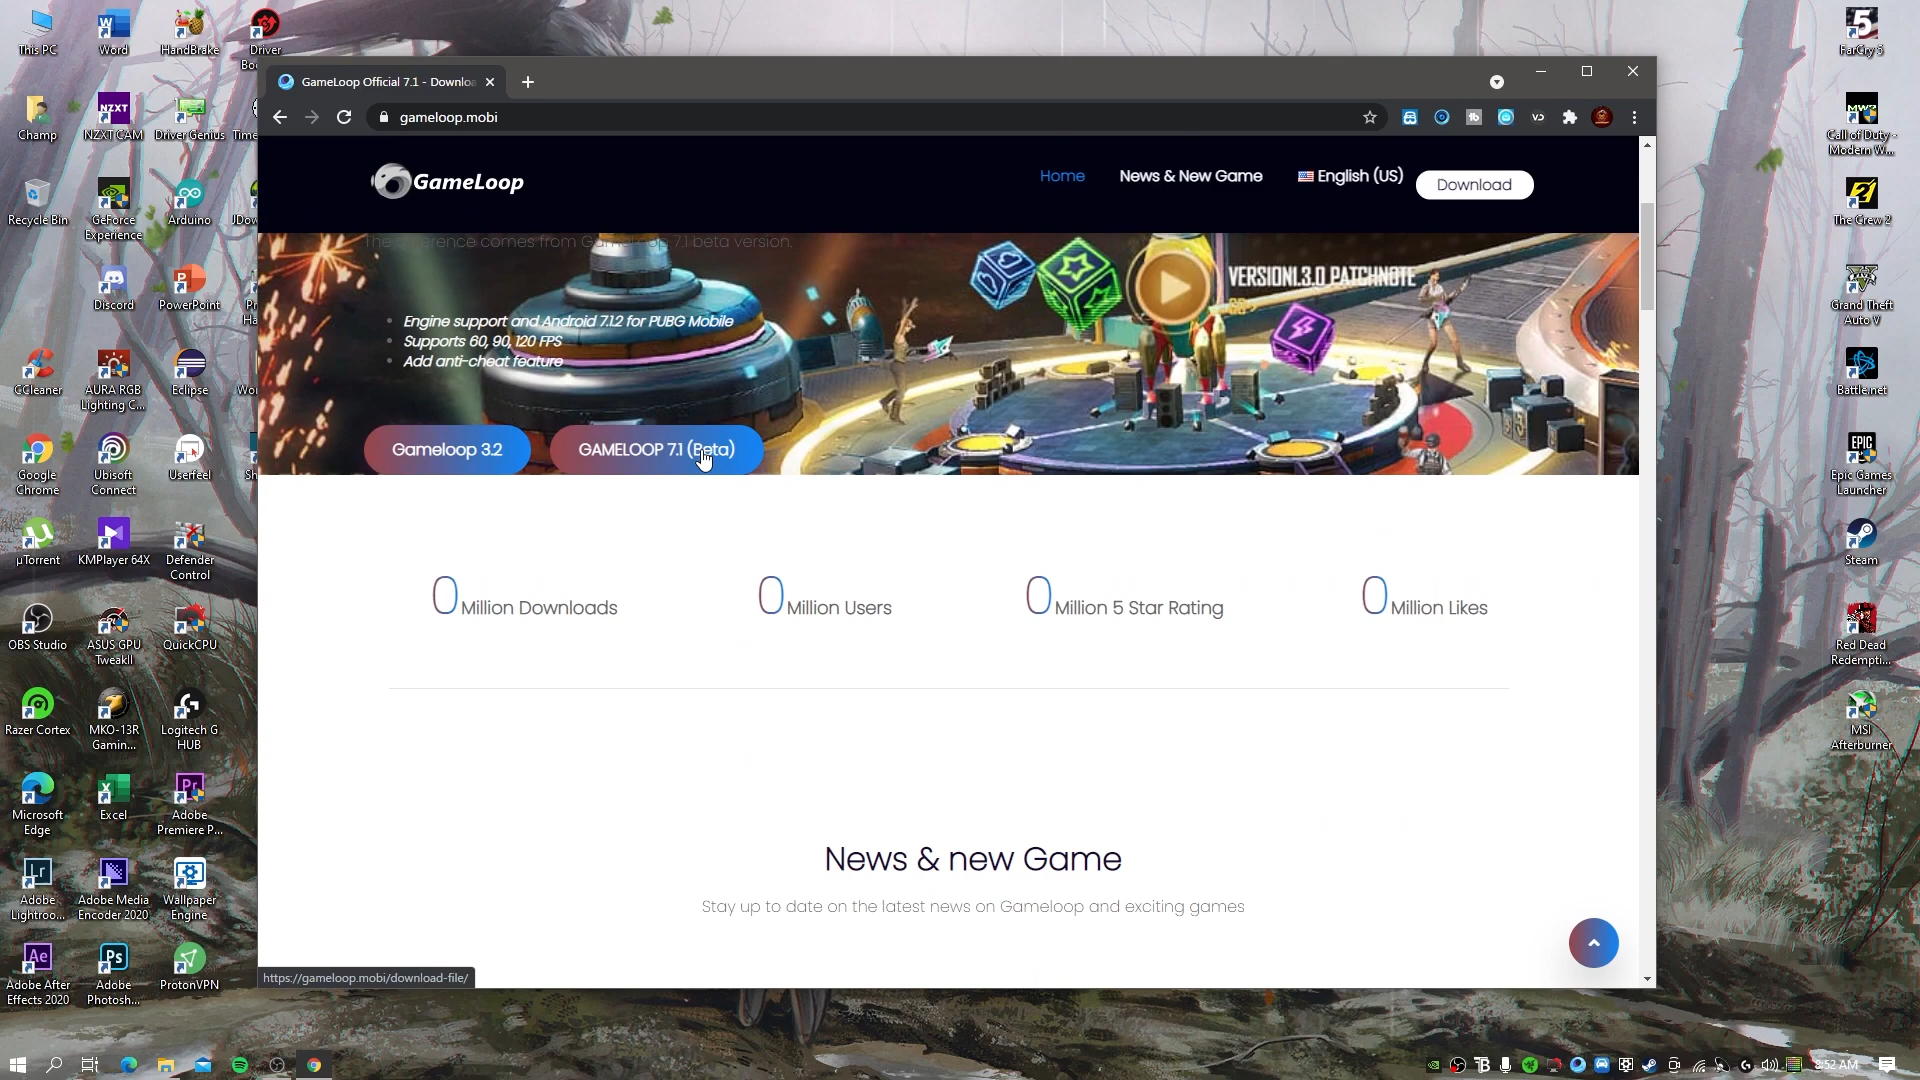 This PC
Word
HandBrake
Driver
FarCry 5
GameLoop Official 7.1 - Downloa
gameloop.mobi
Champ
NZXT CAM
Driver Genius
Call of Duty -
Modern W...
GameLoop
Home
News & New Game
English (US)
Download
The difference comes from GameLoop 7.1 beta version.
Recycle Bin
GeForce
Experience
Arduino
The Crew 2
VERSION1.3.0 PATCHNOTE
Discord
PowerPoint
Grand Theft
Auto V
Engine support and Android 7.1.2 for PUBG Mobile
Supports 60, 90, 120 FPS
Add anti-cheat feature
CCleaner
AURA RGB
Lighting C...
Eclipse
Battle.net
Gameloop 3.2
GAMELOOP 7.1 (Beta)
Google
Chrome
Ubisoft
Connect
Userfeel
Epic Games
Launcher
µTorrent
KMPlayer 64X
Defender
Control
Steam
0 Million Downloads
0 Million Users
0 Million 5 Star Rating
0 Million Likes
OBS Studio
ASUS GPU
TweakII
QuickCPU
Red Dead
Redempti...
Razer Cortex
MKO-13R
Gamin...
Logitech G
HUB
MSI
Afterburner
Microsoft
Edge
Excel
Adobe
Premiere P...
News & new Game
Stay up to date on the latest news on Gameloop and exciting games
Adobe
Lightroo...
Adobe Media
Encoder 2020
Wallpaper
Engine
Adobe After
Effects 2020
Adobe
Photosh...
ProtonVPN
https://gameloop.mobi/download-file/
8:52 AM